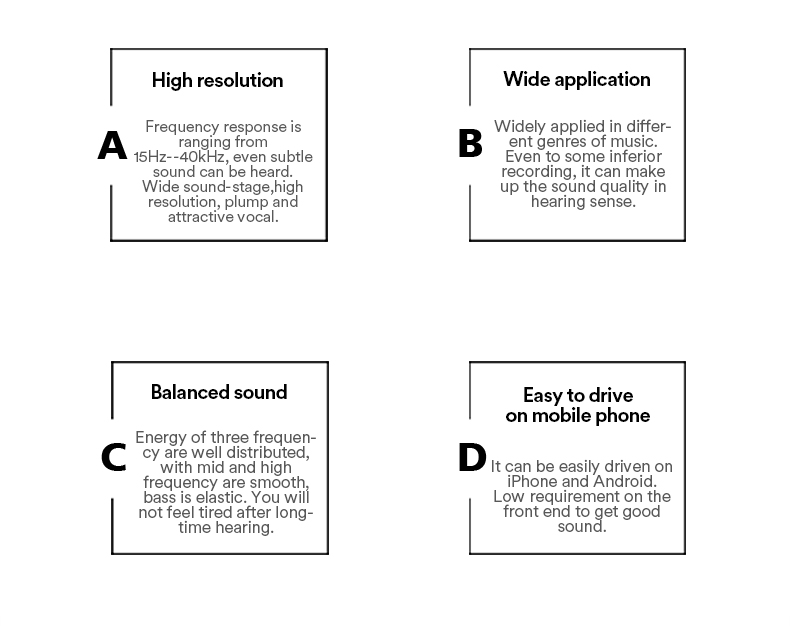 High resolution
A
Frequency response is
ranging from
15Hz--40kHz, even subtle
sound can be heard.
Wide sound-stage,high
resolution, plump and
attractive vocal.
Wide application
B
Widely applied in differ-
ent genres of music.
Even to some inferior
recording, it can make
up the sound quality in
hearing sense.
Balanced sound
C
Energy of three frequen-
cy are well distributed,
with mid and high
frequency are smooth,
bass is elastic. You will
not feel tired after long-
time hearing.
Easy to drive
on mobile phone
D
It can be easily driven on
iPhone and Android.
Low requirement on the
front end to get good
sound.